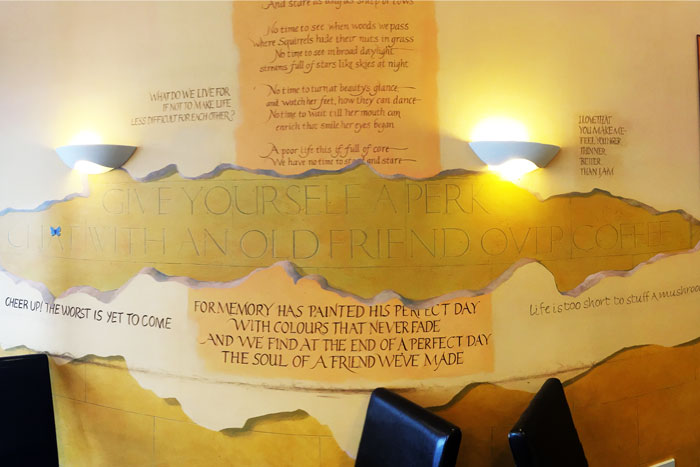 And stare as long as sheep or cows
No time to see when woods we pass
where Squirrels hide their nuts in grass
No time to see in broad daylight
streams full of stars like skies at night
No time to turn at beauty's glance
and watch her feet, how they can dance
No time to wait till her mouth can
enrich that smile her eyes began
A poor life this if full of care
We have no time to stand and stare
WHAT DO WE LIVE FOR
IF NOT TO MAKE LIFE
LESS DIFFICULT FOR EACH OTHER?
I LOVE THAT
YOU MAKE ME
FEEL YOUNGER
THINNER
BETTER
THAN I AM
GIVE YOURSELF A PERK
CHAT WITH AN OLD FRIEND OVER COFFEE
CHEER UP! THE WORST IS YET TO COME
FOR MEMORY HAS PAINTED HIS PERFECT DAY
WITH COLOURS THAT NEVER FADE
AND WE FIND AT THE END OF A PERFECT DAY
THE SOUL OF A FRIEND WE'VE MADE
Life is too short to stuff a mushroo